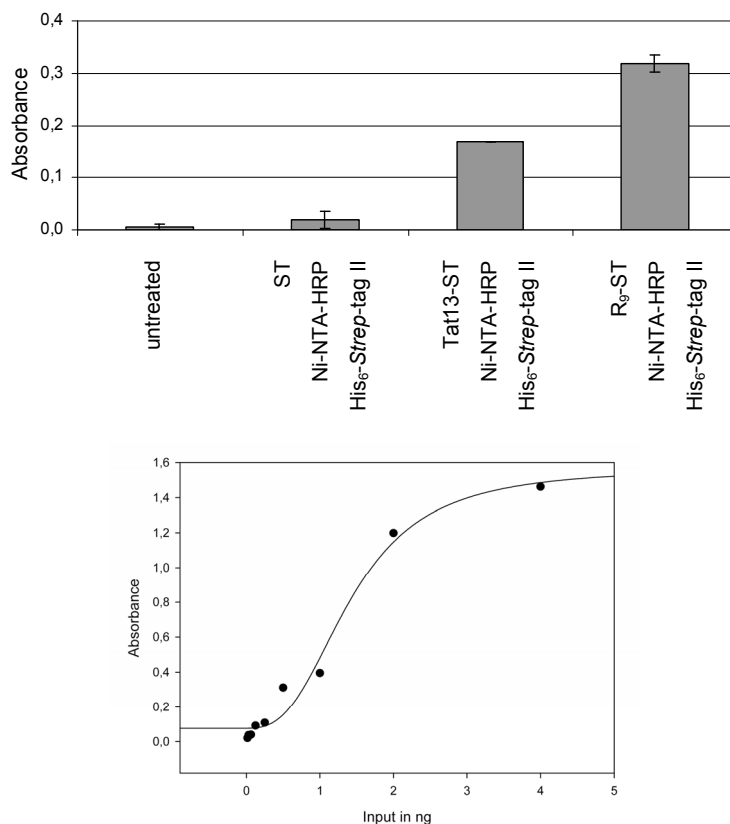 0,4
0,3
0,2
0,1
0,0
Absorbance
untreated
ST
Ni-NTA-HRP
His₆-Strep-tag II
Tat13-ST
Ni-NTA-HRP
His₆-Strep-tag II
R₉-ST
Ni-NTA-HRP
His₆-Strep-tag II
1,6
1,4
1,2
1,0
0,8
0,6
0,4
0,2
0,0
Absorbance
0 1 2 3 4 5
Input in ng